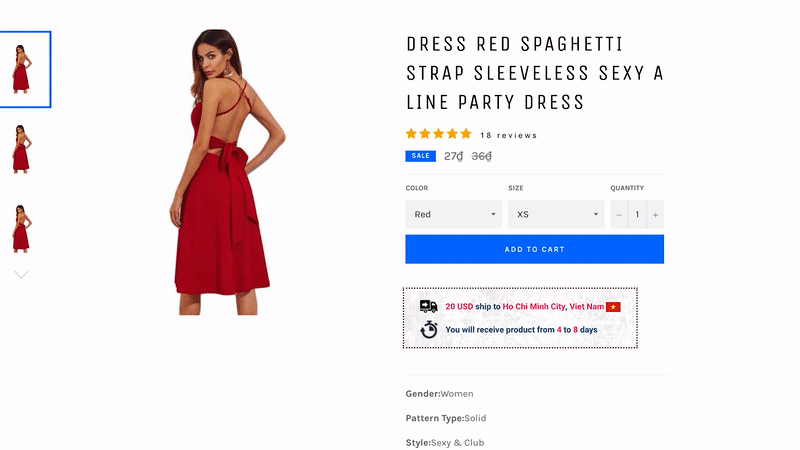 DRESS RED SPAGHETTI
STRAP SLEEVELESS SEXY A
LINE PARTY DRESS
18 reviews
SALE 27₫ 36₫
COLOR SIZE QUANTITY
Red XS − 1 +
ADD TO CART
20 USD ship to Ho Chi Minh City, Viet Nam
You will receive product from 4 to 8 days
Gender:Women
Pattern Type:Solid
Style:Sexy & Club